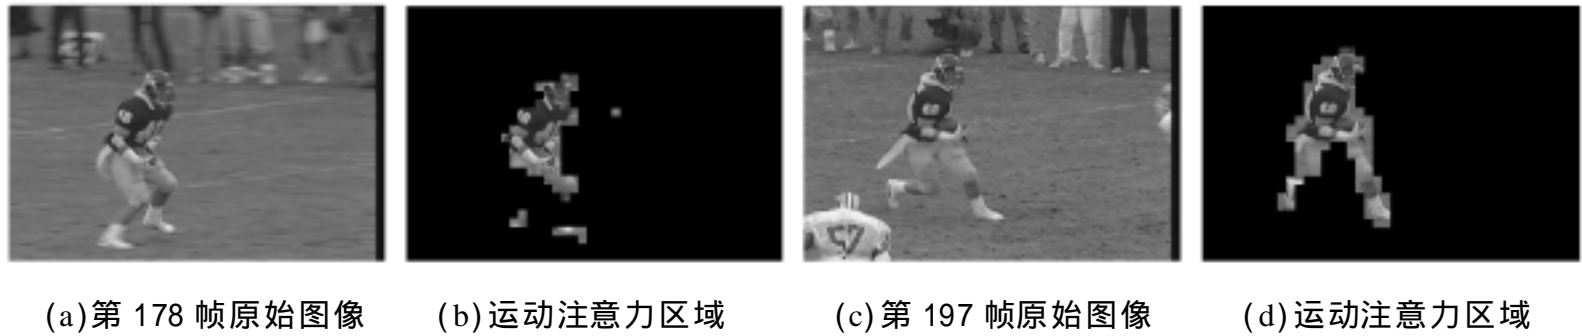 57
(a)第 178 帧原始图像
(b)运动注意力区域
(c)第 197 帧原始图像
(d)运动注意力区域